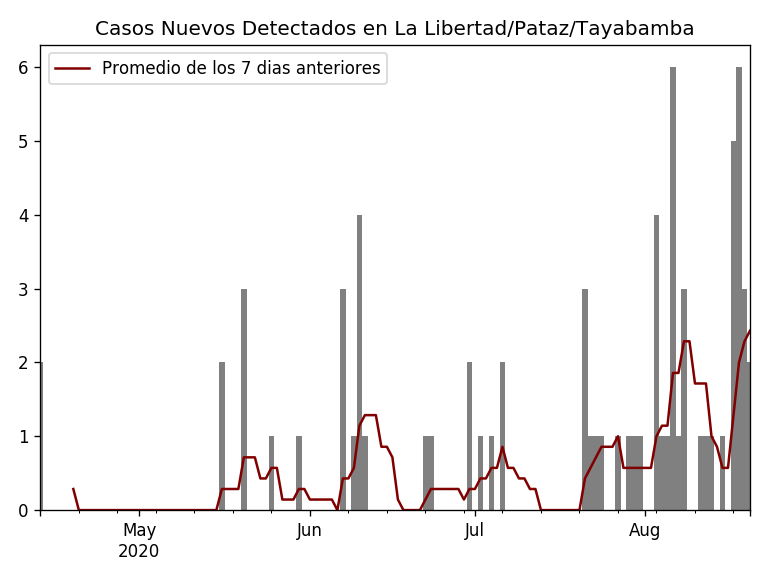 Casos Nuevos Detectados en La Libertad/Pataz/Tayabamba
Promedio de los 7 dias anteriores
6
5
4
3
2
1
0
May Jun Jul Aug
2020